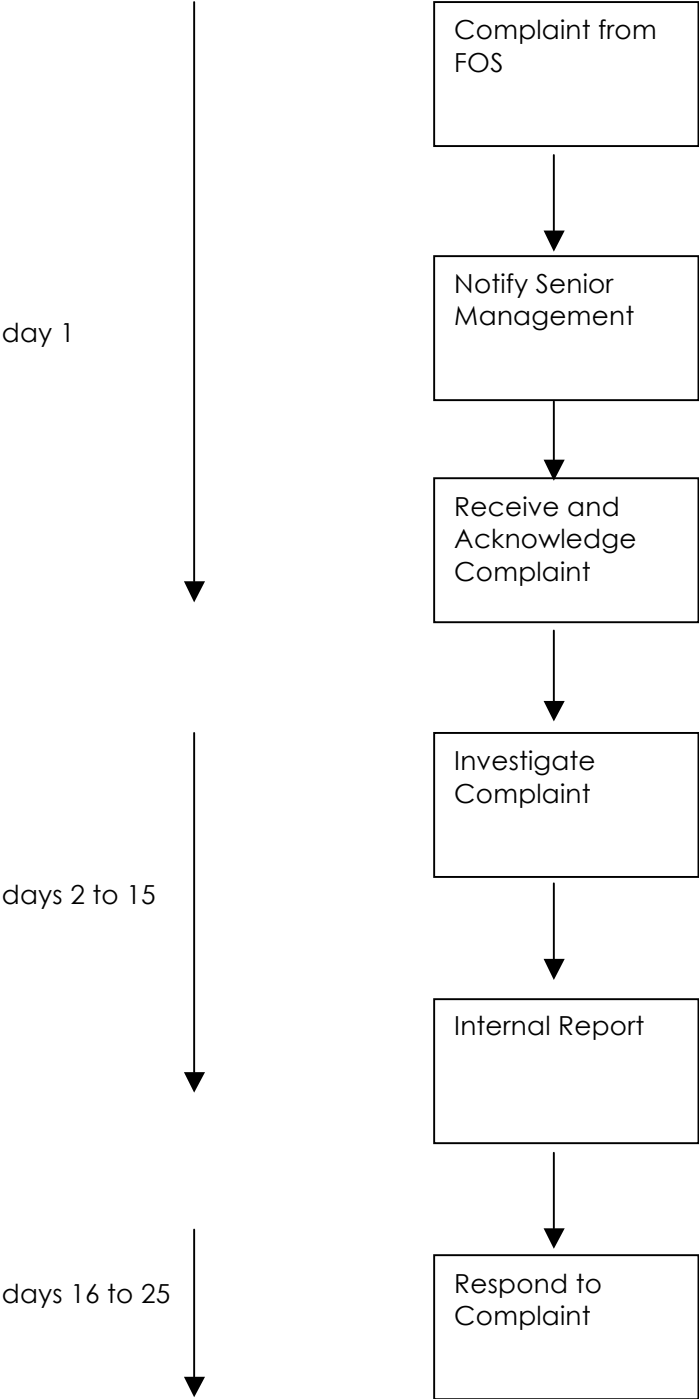 Complaint from
FOS
Notify Senior
Management
day 1
Receive and
Acknowledge
Complaint
Investigate
Complaint
days 2 to 15
Internal Report
days 16 to 25
Respond to
Complaint